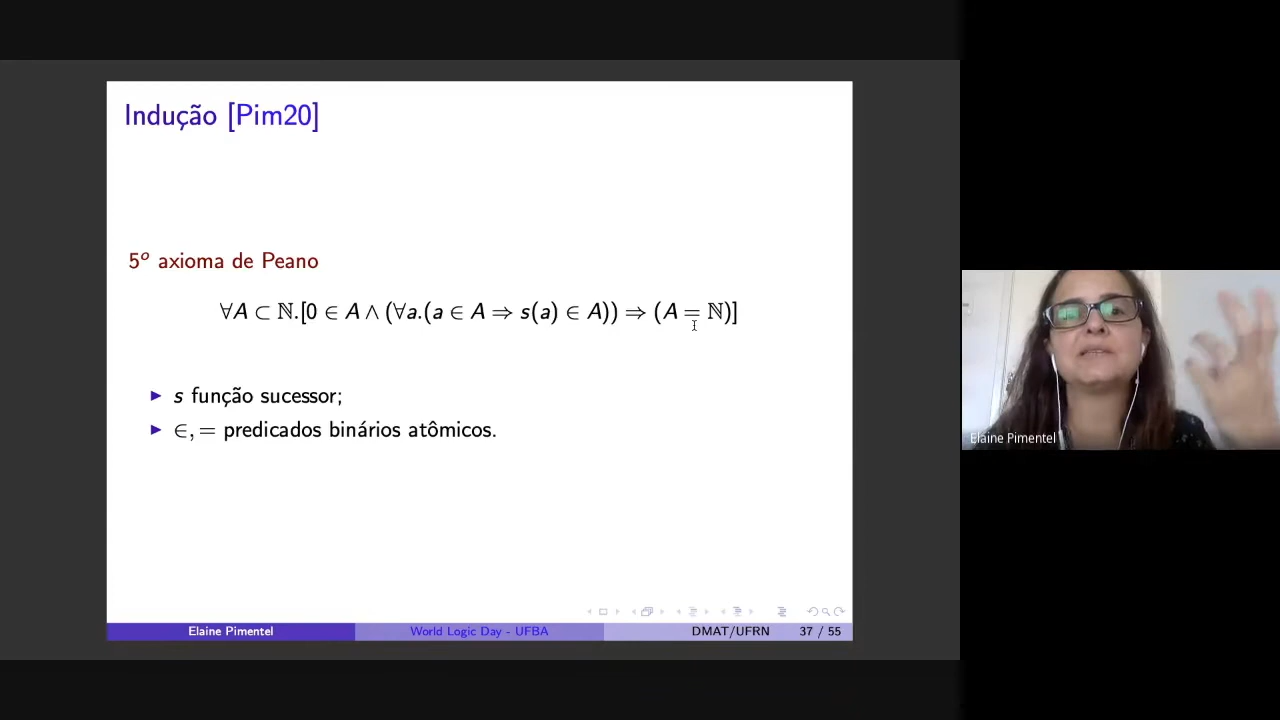 Indução [Pim20]
5º axioma de Peano
∀A ⊂ ℕ.[0 ∈ A ∧ (∀a.(a ∈ A ⇒ s(a) ∈ A)) ⇒ (A = ℕ)]
▶ s função sucessor;
▶ ∈, = predicados binários atômicos.
Elaine Pimentel World Logic Day - UFBA DMAT/UFRN 37 / 55
Elaine Pimentel